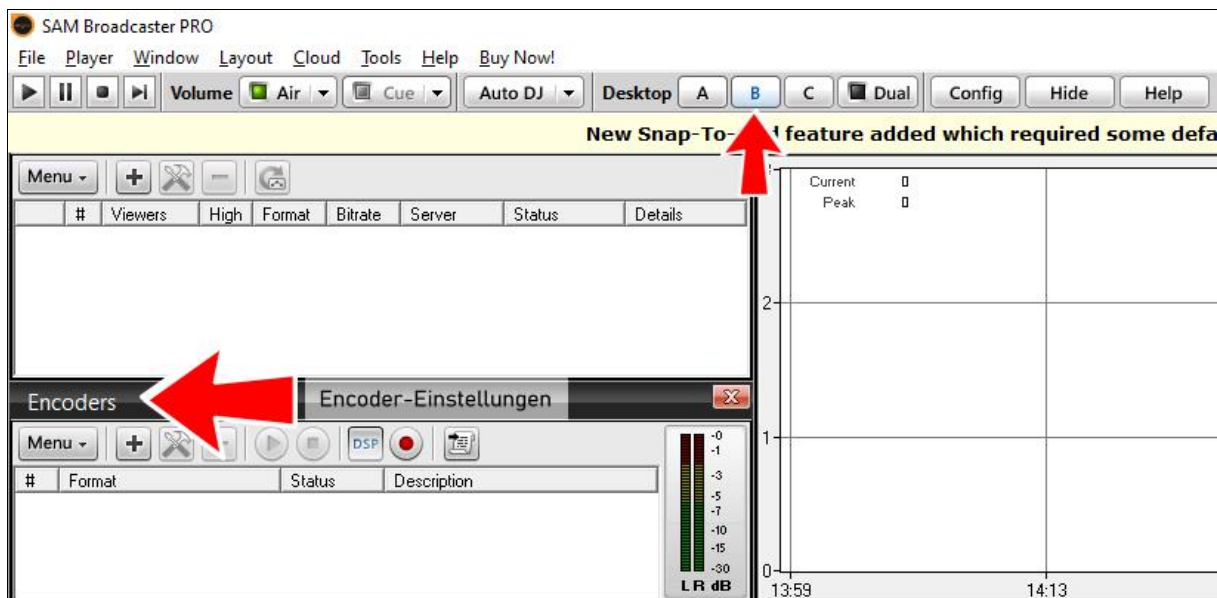 SAM Broadcaster PRO
File Player Window Layout Cloud Tools Help Buy Now!
Volume Air Cue Auto DJ Desktop A B C Dual Config Hide Help
New Snap-To- feature added which required some defa
Menu
# Viewers High Format Bitrate Server Status Details
Current 0
Peak 0
2
Encoders Encoder-Einstellungen
Menu DSP
# Format Status Description
-0
-1
-3
-5
-7
-10
-15
-30
L R dB
1
0
13:59 14:13